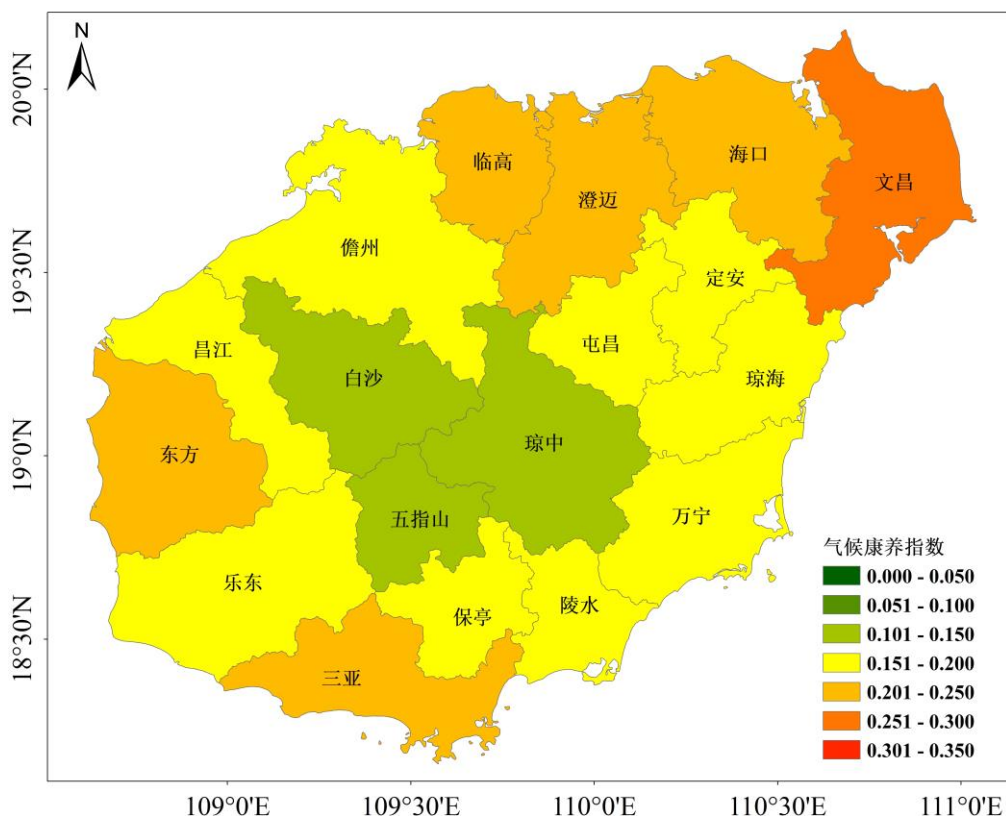 N
20°0'N
19°30'N
19°0'N
18°30'N
临高
澄迈
海口
文昌
儋州
定安
昌江
屯昌
白沙
琼海
东方
琼中
五指山
万宁
乐东
保亭
陵水
三亚
气候康养指数
0.000 - 0.050
0.051 - 0.100
0.101 - 0.150
0.151 - 0.200
0.201 - 0.250
0.251 - 0.300
0.301 - 0.350
109°0'E
109°30'E
110°0'E
110°30'E
111°0'E